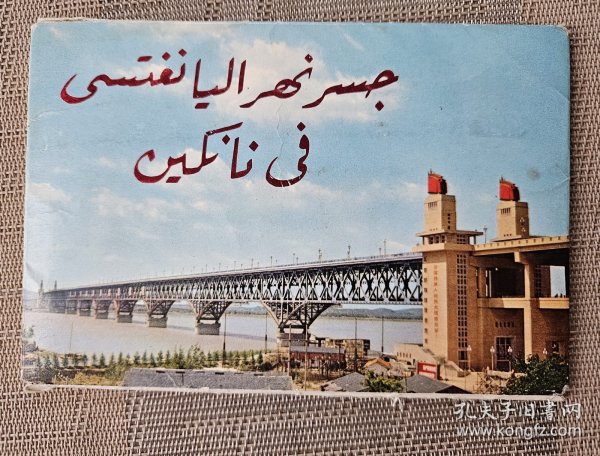 جسر نهر اليانغتسى
فى نانكين
孔夫子旧书网
www.kongfz.com